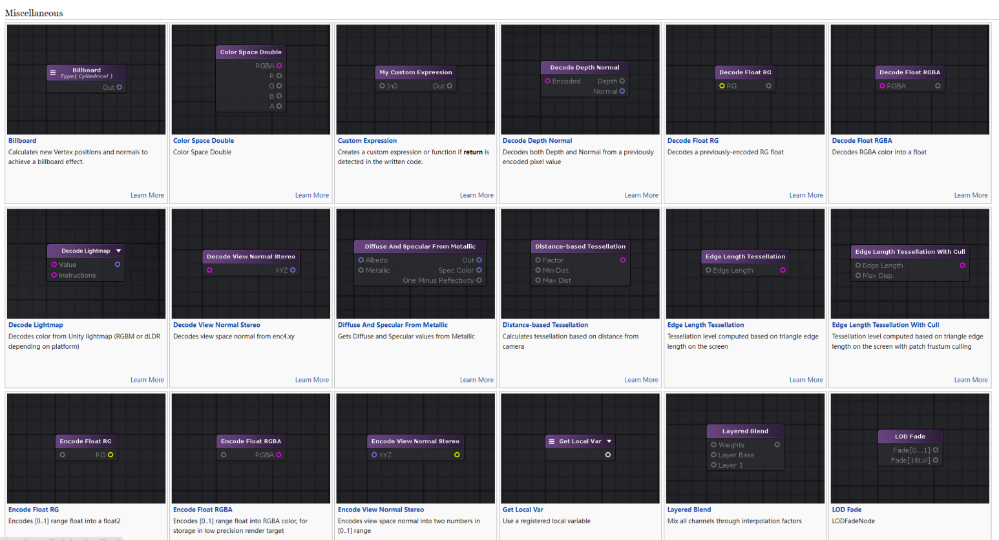 Miscellaneous
Billboard
Type( Cylindrical )
Out
Color Space Double
RGBA
R
G
B
A
My Custom Expression
In0 Out
Decode Depth Normal
Encoded Depth
Normal
Decode Float RG
RG
Decode Float RGBA
RGBA
Billboard
Calculates new Vertex positions and normals to
achieve a billboard effect.
Learn More
Color Space Double
Color Space Double
Learn More
Custom Expression
Creates a custom expression or function if return is
detected in the written code.
Learn More
Decode Depth Normal
Decodes both Depth and Normal from a previously
encoded pixel value
Learn More
Decode Float RG
Decodes a previously-encoded RG float
Learn More
Decode Float RGBA
Decodes RGBA color into a float
Learn More
Decode Lightmap
Value
Instructions
Decode View Normal Stereo
XYZ
Diffuse And Specular From Metallic
Albedo Out
Metallic Spec Color
One Minus Reflectivity
Distance-based Tessellation
Factor
Min Dist
Max Dist
Edge Length Tessellation
Edge Length
Edge Length Tessellation With Cull
Edge Length
Max Disp.
Decode Lightmap
Decodes color from Unity lightmap (RGBM or dLDR
depending on platform)
Learn More
Decode View Normal Stereo
Decodes view space normal from enc4.xy
Learn More
Diffuse And Specular From Metallic
Gets Diffuse and Specular values from Metallic
Learn More
Distance-based Tessellation
Calculates tessellation based on distance from
camera
Learn More
Edge Length Tessellation
Tessellation level computed based on triangle edge
length on the screen
Learn More
Edge Length Tessellation With Cull
Tessellation level computed based on triangle edge
length on the screen with patch frustum culling
Learn More
Encode Float RG
RG
Encode Float RGBA
RGBA
Encode View Normal Stereo
XYZ
Get Local Var
Layered Blend
Weights
Layer Base
Layer 1
LOD Fade
Fade[0...1]
Fade[16Lvl]
Encode Float RG
Encodes [0..1] range float into a float2
Encode Float RGBA
Encodes [0..1] range float into RGBA color, for
storage in low precision render target
Encode View Normal Stereo
Encodes view space normal into two numbers in
[0..1] range
Get Local Var
Use a registered local variable
Layered Blend
Mix all channels through interpolation factors
LOD Fade
LODFadeNode